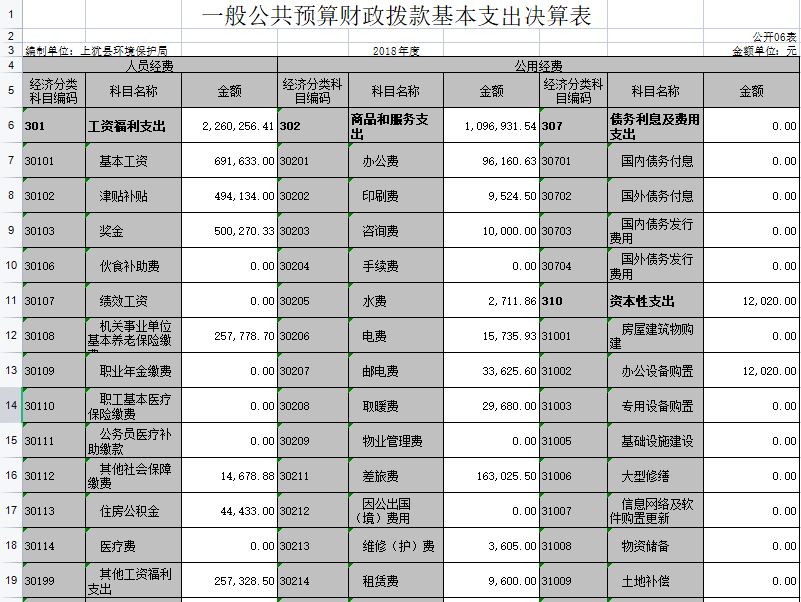 1 一般公共预算财政拨款基本支出决算表
2 公开06表
3 编制单位：上犹县环境保护局 2018年度 金额单位：元
4 人员经费 公用经费
5 经济分类科目编码 科目名称 金额 经济分类科目编码 科目名称 金额 经济分类科目编码 科目名称 金额
6 301 工资福利支出 2,260,256.41 302 商品和服务支出 1,096,931.54 307 债务利息及费用支出 0.00
7 30101 基本工资 691,633.00 30201 办公费 96,160.63 30701 国内债务付息 0.00
8 30102 津贴补贴 494,134.00 30202 印刷费 9,524.50 30702 国外债务付息 0.00
9 30103 奖金 500,270.33 30203 咨询费 10,000.00 30703 国内债务发行费用 0.00
10 30106 伙食补助费 0.00 30204 手续费 0.00 30704 国外债务发行费用 0.00
11 30107 绩效工资 0.00 30205 水费 2,711.86 310 资本性支出 12,020.00
12 30108 机关事业单位基本养老保险缴 257,778.70 30206 电费 15,735.93 31001 房屋建筑物购建 0.00
13 30109 职业年金缴费 0.00 30207 邮电费 33,625.60 31002 办公设备购置 12,020.00
14 30110 职工基本医疗保险缴费 0.00 30208 取暖费 29,680.00 31003 专用设备购置 0.00
15 30111 公务员医疗补助缴款 0.00 30209 物业管理费 0.00 31005 基础设施建设 0.00
16 30112 其他社会保障缴费 14,678.88 30211 差旅费 163,025.50 31006 大型修缮 0.00
17 30113 住房公积金 44,433.00 30212 因公出国（境）费用 0.00 31007 信息网络及软件购置更新 0.00
18 30114 医疗费 0.00 30213 维修（护）费 3,605.00 31008 物资储备 0.00
19 30199 其他工资福利支出 257,328.50 30214 租赁费 9,600.00 31009 土地补偿 0.00